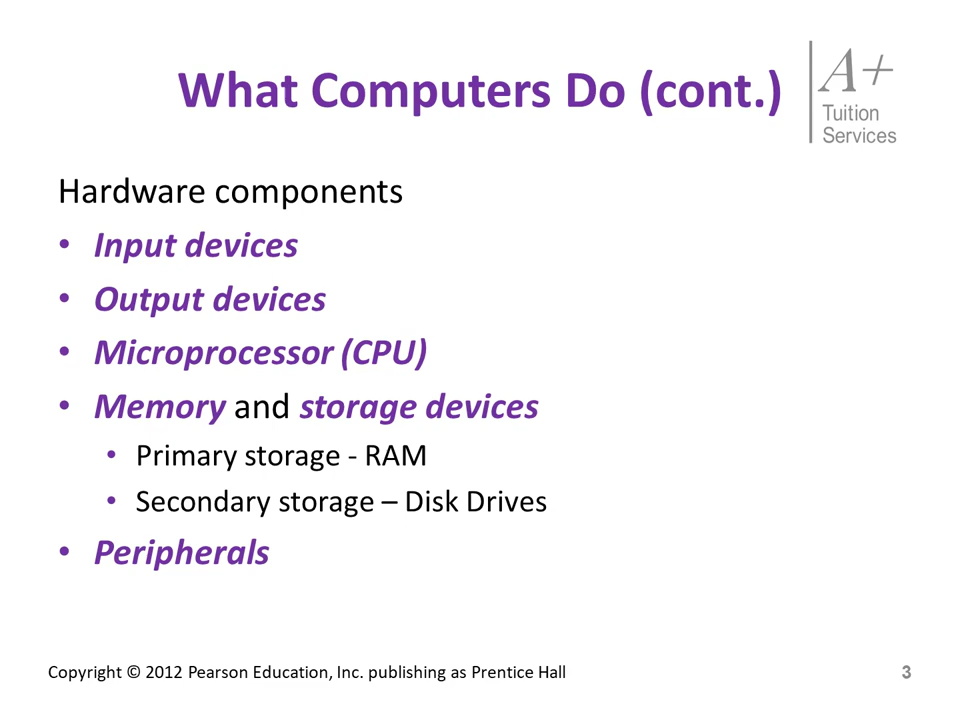 What Computers Do (cont.)
A+
Tuition
Services
Hardware components
• Input devices
• Output devices
• Microprocessor (CPU)
• Memory and storage devices
• Primary storage - RAM
• Secondary storage – Disk Drives
• Peripherals
Copyright © 2012 Pearson Education, Inc. publishing as Prentice Hall
3